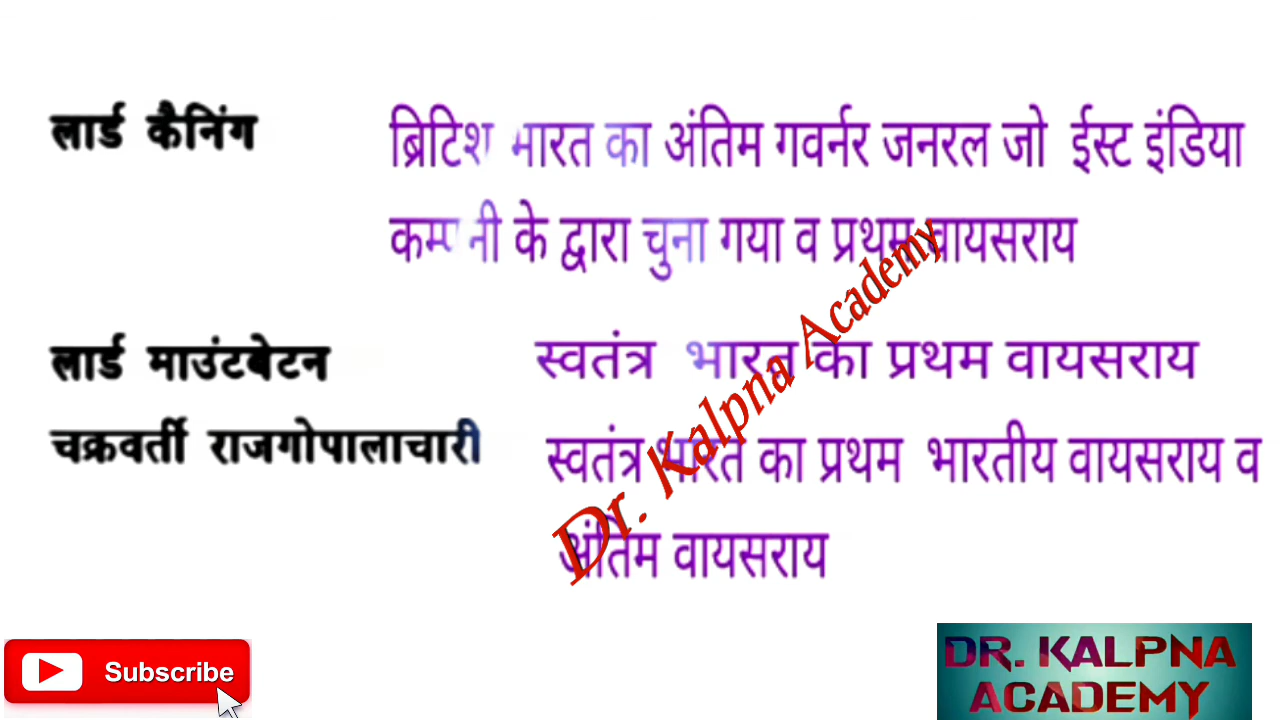 लार्ड कैनिंग ब्रिटिश भारत का अंतिम गवर्नर जनरल जो ईस्ट इंडिया
कम्पनी के द्वारा चुना गया व प्रथम वायसराय
लार्ड माउंटबेटन स्वतंत्र भारत का प्रथम वायसराय
चक्रवर्ती राजगोपालाचारी स्वतंत्र भारत का प्रथम भारतीय वायसराय व
अंतिम वायसराय
Dr. Kalpna Academy
Subscribe
DR. KALPNA
ACADEMY